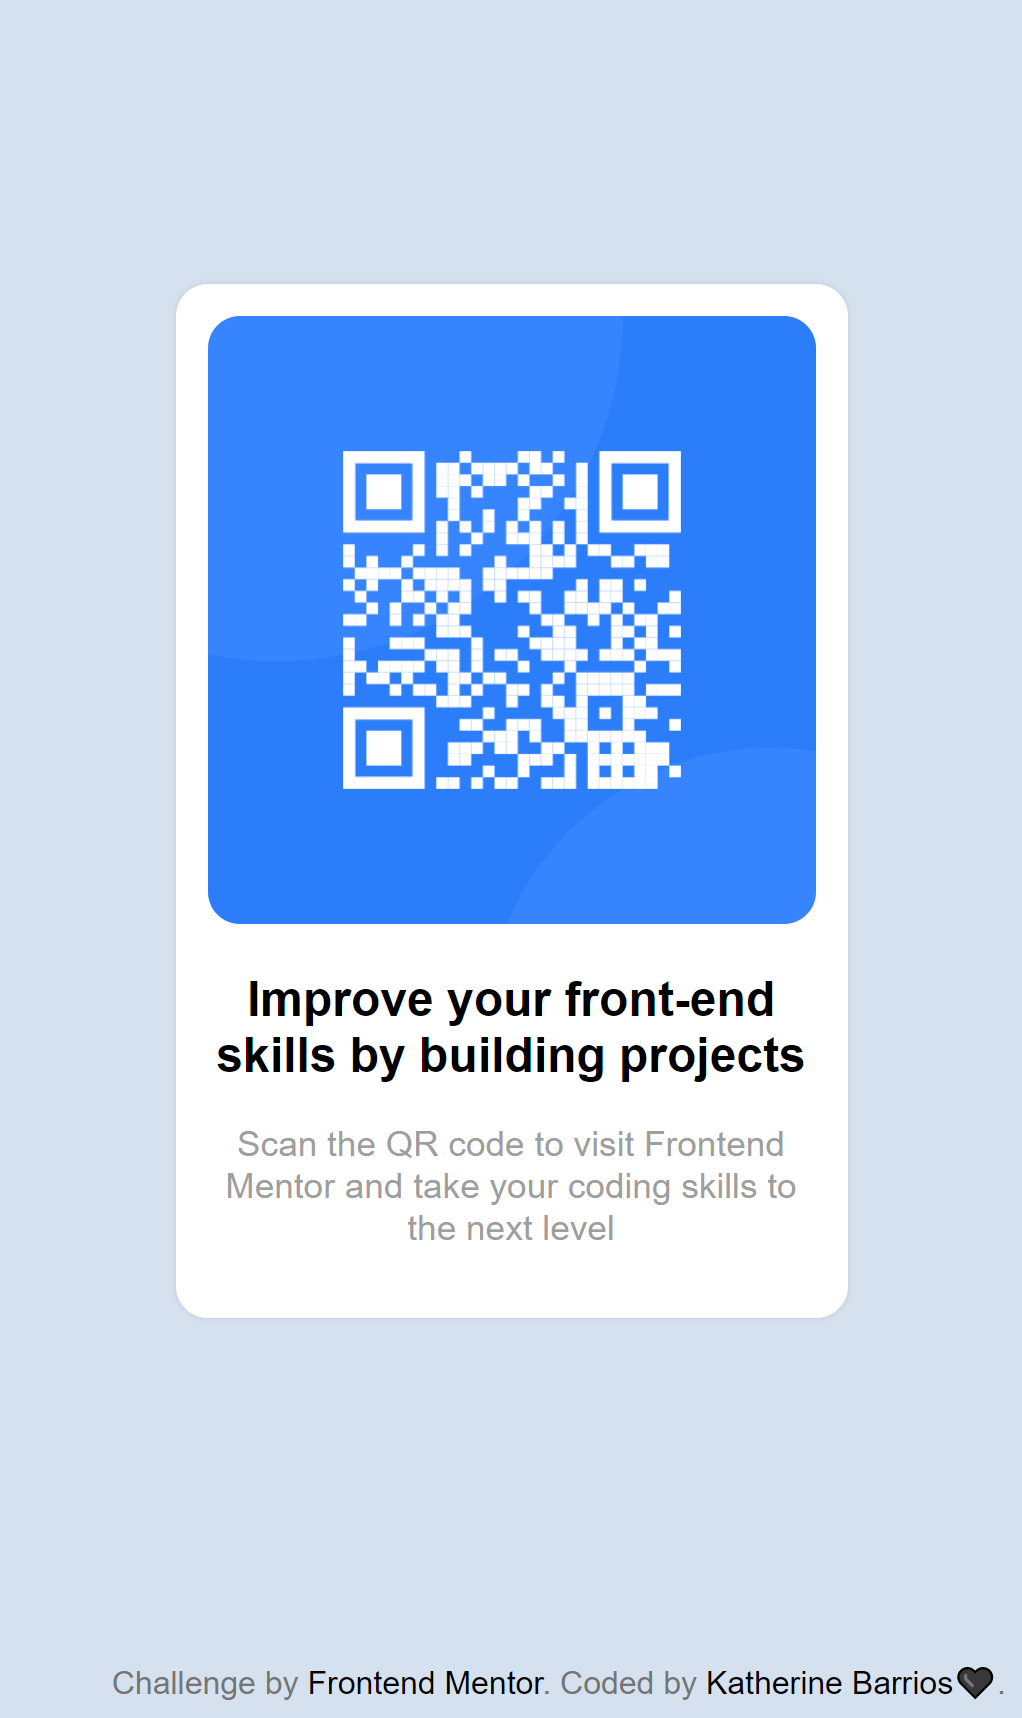 Improve your front-end
skills by building projects
Scan the QR code to visit Frontend
Mentor and take your coding skills to
the next level
Challenge by Frontend Mentor. Coded by Katherine Barrios🖤.